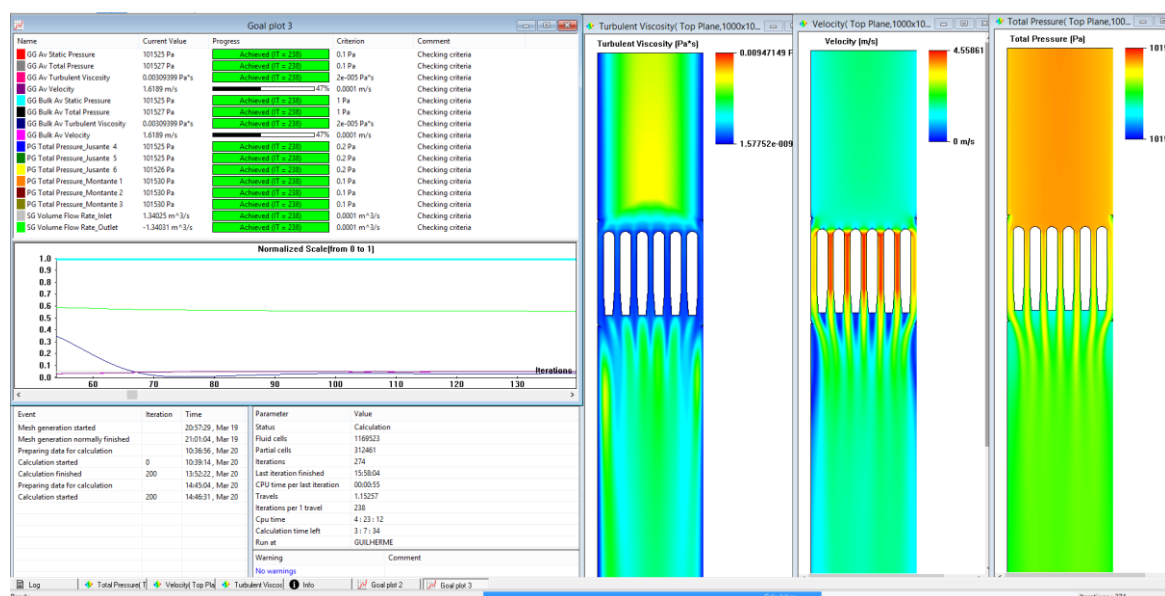 Goal plot 3
Name Current Value Progress Criterion Comment
GG Av Static Pressure 101525 Pa Achieved (IT = 238) 0.1 Pa Checking criteria
GG Av Total Pressure 101527 Pa Achieved (IT = 238) 0.1 Pa Checking criteria
GG Av Turbulent Viscosity 0.00309399 Pa*s Achieved (IT = 238) 2e-005 Pa*s Checking criteria
GG Av Velocity 1.6189 m/s 47% 0.0001 m/s Checking criteria
GG Bulk Av Static Pressure 101525 Pa Achieved (IT = 238) 1 Pa Checking criteria
GG Bulk Av Total Pressure 101527 Pa Achieved (IT = 238) 1 Pa Checking criteria
GG Bulk Av Turbulent Viscosity 0.00309399 Pa*s Achieved (IT = 238) 2e-005 Pa*s Checking criteria
GG Bulk Av Velocity 1.6189 m/s 47% 0.0001 m/s Checking criteria
PG Total Pressure_Jusante 4 101525 Pa Achieved (IT = 238) 0.2 Pa Checking criteria
PG Total Pressure_Jusante 5 101525 Pa Achieved (IT = 238) 0.2 Pa Checking criteria
PG Total Pressure_Jusante 6 101526 Pa Achieved (IT = 238) 0.2 Pa Checking criteria
PG Total Pressure_Montante 1 101530 Pa Achieved (IT = 238) 0.1 Pa Checking criteria
PG Total Pressure_Montante 2 101530 Pa Achieved (IT = 238) 0.1 Pa Checking criteria
PG Total Pressure_Montante_3 101530 Pa Achieved (IT = 238) 0.1 Pa Checking criteria
SG Volume Flow Rate_Inlet 1.34025 m^3/s Achieved (IT = 238) 0.0001 m^3/s Checking criteria
SG Volume Flow Rate_Outlet -1.34031 m^3/s Achieved (IT = 238) 0.0001 m^3/s Checking criteria
Normalized Scale(from 0 to 1)
1.0
0.9
0.8
0.7
0.6
0.5
0.4
0.3
0.2
0.1
0.0
Iterations
60 70 80 90 100 110 120 130
Event Iteration Time
Mesh generation started 20:57:29 , Mar 19
Mesh generation normally finished 21:01:04 , Mar 19
Preparing data for calculation 10:36:56 , Mar 20
Calculation started 0 10:39:14 , Mar 20
Calculation finished 200 13:52:22 , Mar 20
Preparing data for calculation 14:45:04 , Mar 20
Calculation started 200 14:46:31 , Mar 20
Parameter Value
Status Calculation
Fluid cells 1169523
Partial cells 312461
Iterations 274
Last iteration finished 15:58:04
CPU time per last iteration 00:00:55
Travels 1.15257
Iterations per 1 travel 238
Cpu time 4 : 23 : 12
Calculation time left 3 : 7 : 34
Run at GUILHERME
Warning Comment
No warnings
Turbulent Viscosity( Top Plane,1000x10...
Turbulent Viscosity [Pa*s]
0.00947149
1.57752e-009
Velocity( Top Plane,1000x10...
Velocity [m/s]
4.55861
0 m/s
Total Pressure( Top Plane,10...
Total Pressure [Pa]
Log Total Pressure( T Velocity( Top Pla Turbulent Viscos Info Goal plot 2 Goal plot 3